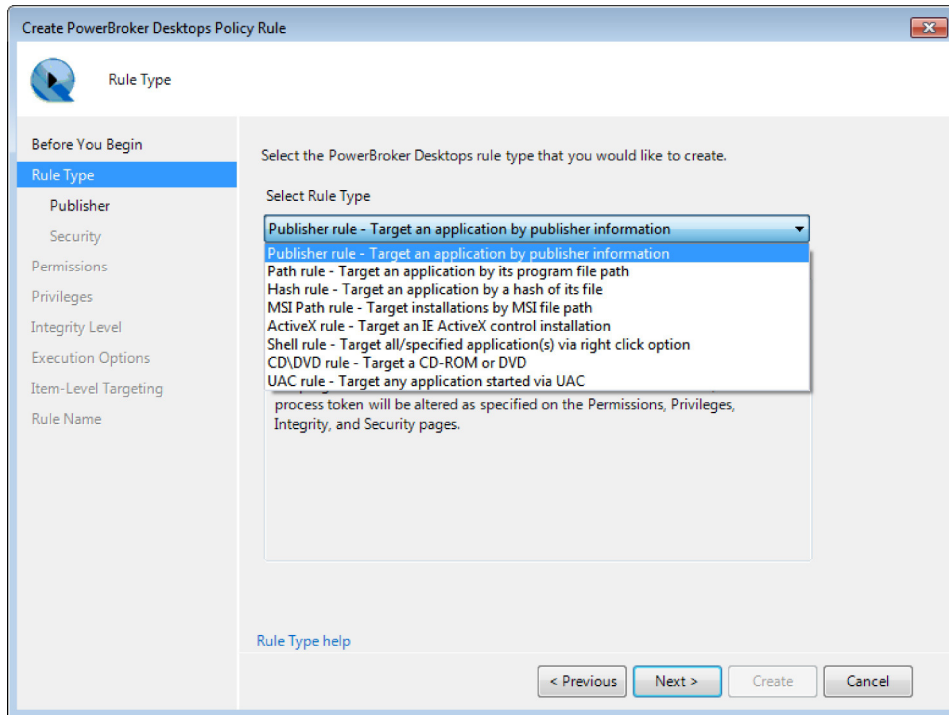 Create PowerBroker Desktops Policy Rule
Rule Type
Before You Begin
Rule Type
Publisher
Security
Permissions
Privileges
Integrity Level
Execution Options
Item-Level Targeting
Rule Name
Select the PowerBroker Desktops rule type that you would like to create.
Select Rule Type
Publisher rule - Target an application by publisher information
Publisher rule - Target an application by publisher information
Path rule - Target an application by its program file path
Hash rule - Target an application by a hash of its file
MSI Path rule - Target installations by MSI file path
ActiveX rule - Target an IE ActiveX control installation
Shell rule - Target all/specified application(s) via right click option
CD\DVD rule - Target a CD-ROM or DVD
UAC rule - Target any application started via UAC
process token will be altered as specified on the Permissions, Privileges,
Integrity, and Security pages.
Rule Type help
< Previous
Next >
Create
Cancel